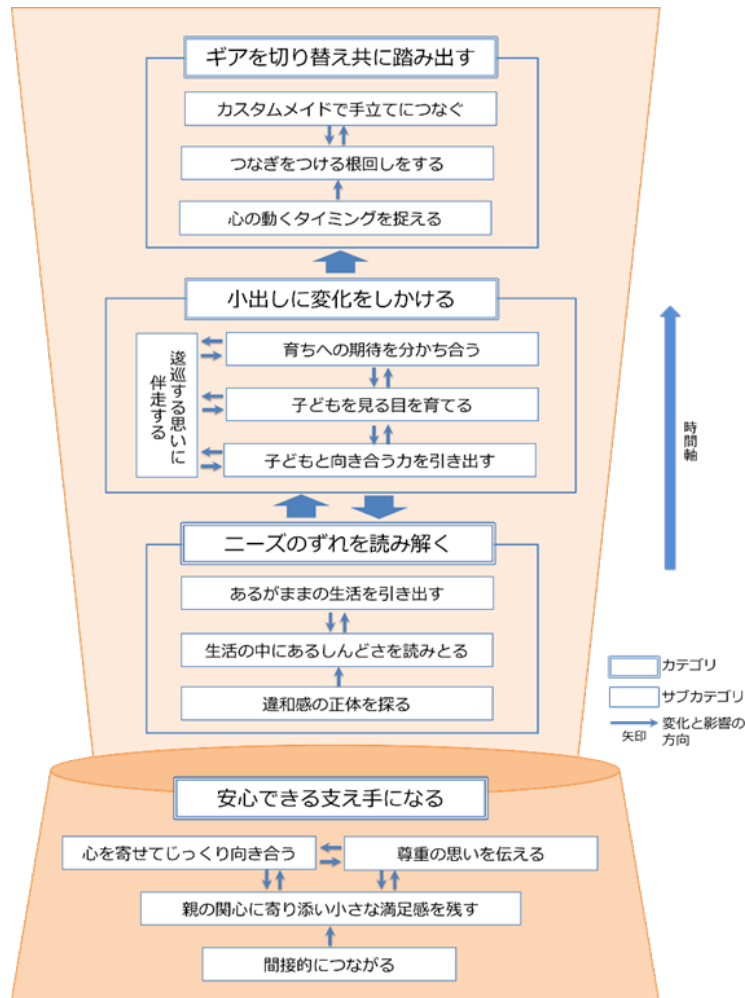 ギアを切り替え共に踏み出す
カスタムメイドで手立てにつなぐ
つなぎをつける根回しをする
心の動くタイミングを捉える
小出しに変化をしかける
逡巡する思いに
伴走する
育ちへの期待を分かち合う
子どもを見る目を育てる
子どもと向き合う力を引き出す
時間軸
ニーズのずれを読み解く
あるがままの生活を引き出す
生活の中にあるしんどさを読みとる
違和感の正体を探る
カテゴリ
サブカテゴリ
変化と影響の
矢印
方向
安心できる支え手になる
心を寄せてじっくり向き合う
尊重の思いを伝える
親の関心に寄り添い小さな満足感を残す
間接的につながる